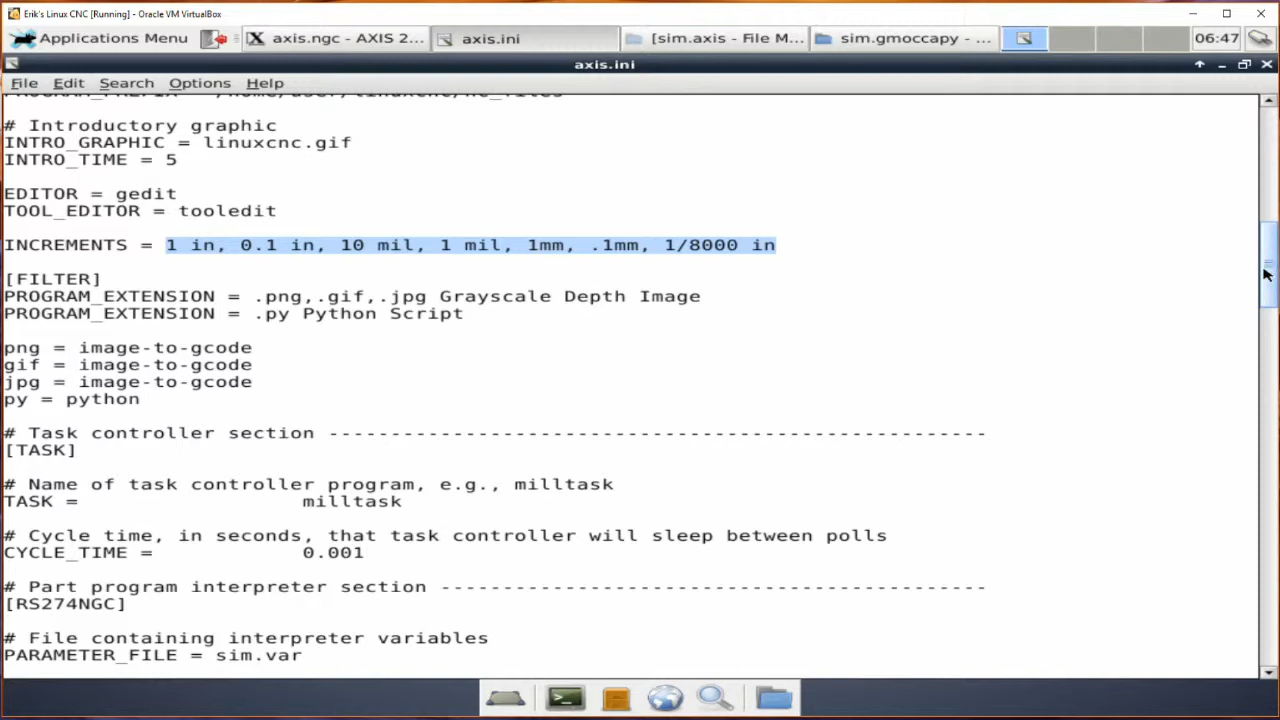 Erik's Linux CNC [Running] - Oracle VM VirtualBox
Applications Menu axis.ngc - AXIS 2... axis.ini [sim.axis - File M... sim.gmoccapy - ... 06:47
axis.ini
File Edit Search Options Help
# Introductory graphic
INTRO_GRAPHIC = linuxcnc.gif
INTRO_TIME = 5
EDITOR = gedit
TOOL_EDITOR = tooledit
INCREMENTS = 1 in, 0.1 in, 10 mil, 1 mil, 1mm, .1mm, 1/8000 in
[FILTER]
PROGRAM_EXTENSION = .png,.gif,.jpg Grayscale Depth Image
PROGRAM_EXTENSION = .py Python Script
png = image-to-gcode
gif = image-to-gcode
jpg = image-to-gcode
py = python
# Task controller section -----------------------------------------------------
[TASK]
# Name of task controller program, e.g., milltask
TASK = milltask
# Cycle time, in seconds, that task controller will sleep between polls
CYCLE_TIME = 0.001
# Part program interpreter section --------------------------------------------
[RS274NGC]
# File containing interpreter variables
PARAMETER_FILE = sim.var